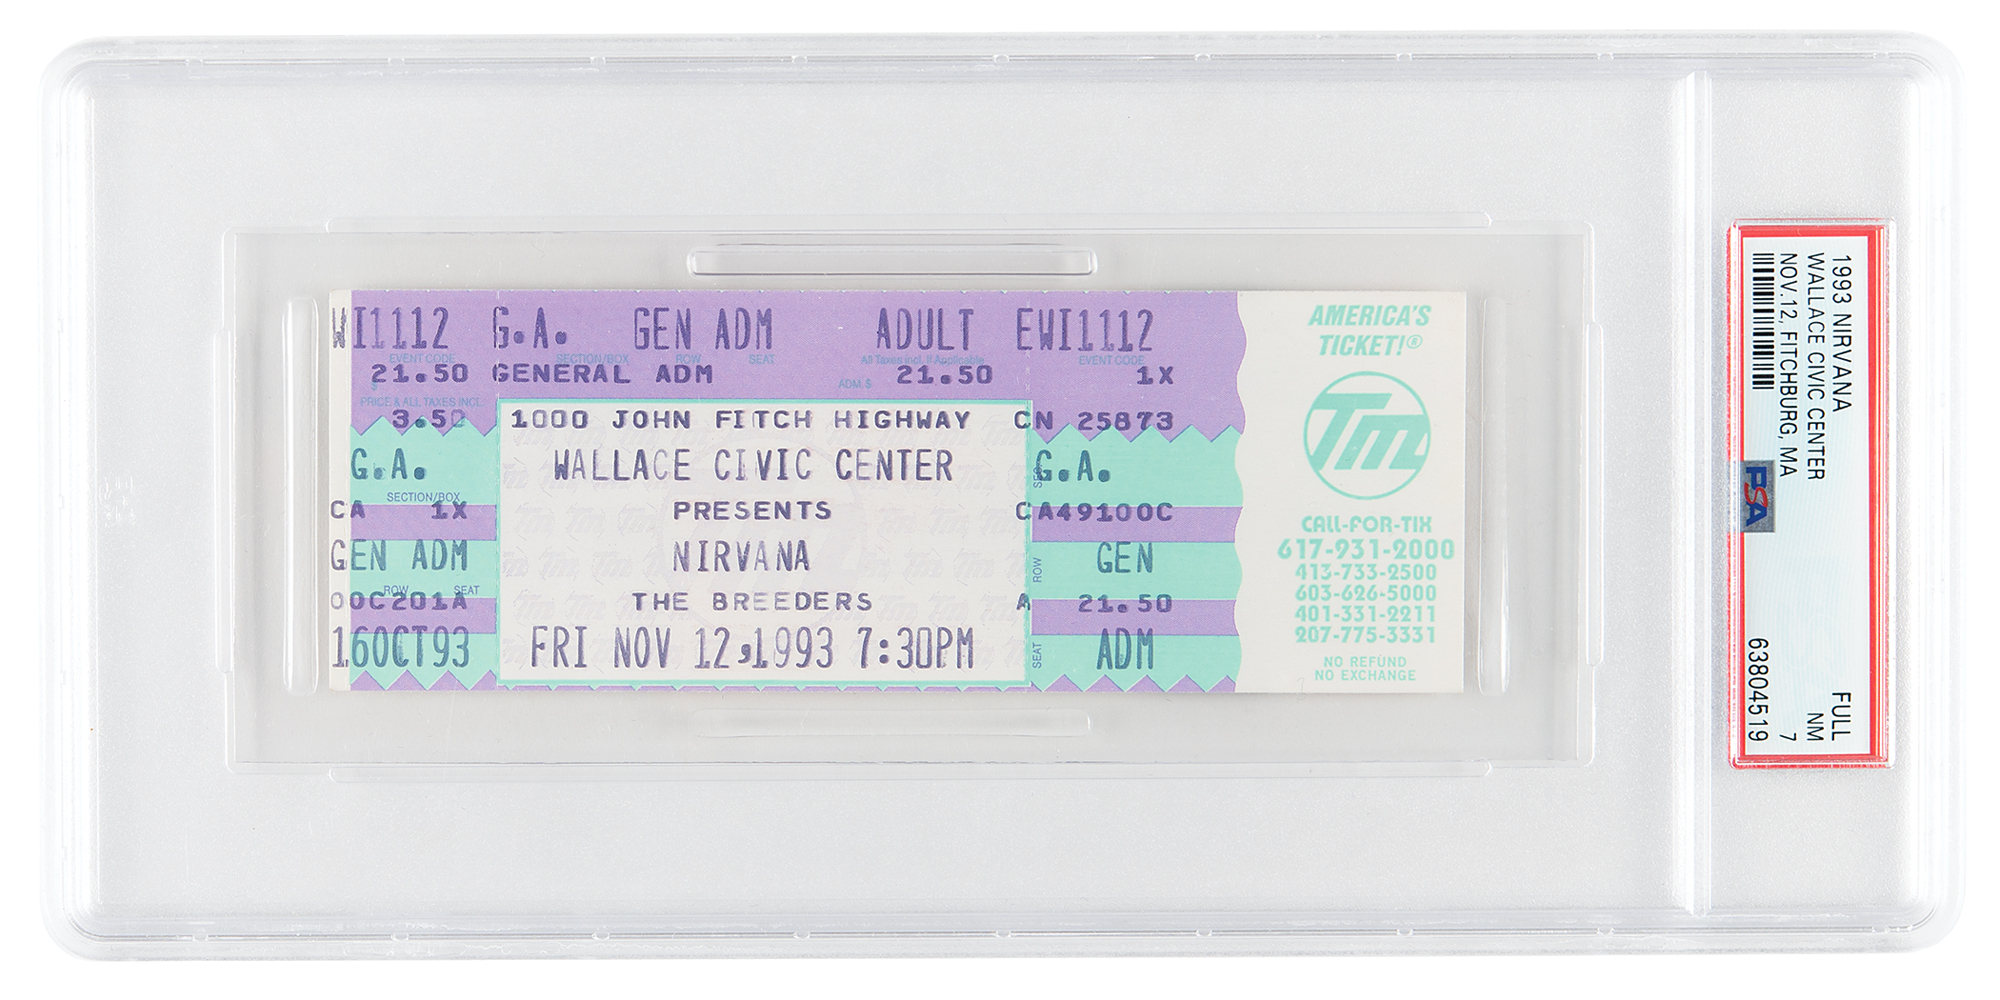 WI1112 G.A. GEN ADM ADULT EWI1112
EVENT CODE SECTION/BOX ROW SEAT All Taxes Incl. If Applicable EVENT CODE
$ 21.50 GENERAL ADM ADM.$ 21.50 1X
PRICE & ALL TAXES INCL.
3.50 1000 JOHN FITCH HIGHWAY CN 25873
G.A. WALLACE CIVIC CENTER SEC. G.A.
SECTION/BOX
CA 1X PRESENTS CA49100C
GEN ADM NIRVANA ROW GEN
ROW SEAT
00C201A THE BREEDERS A 21.50
16OCT93 FRI NOV 12,1993 7:30PM SEAT ADM
AMERICA'S
TICKET!®
Tm
CALL-FOR-TIX
617-931-2000
413-733-2500
603-626-5000
401-331-2211
207-775-3331
NO REFUND
NO EXCHANGE
1993 NIRVANA FULL
WALLACE CIVIC CENTER NM
NOV.12, FITCHBURG, MA 7
PSA 63804519